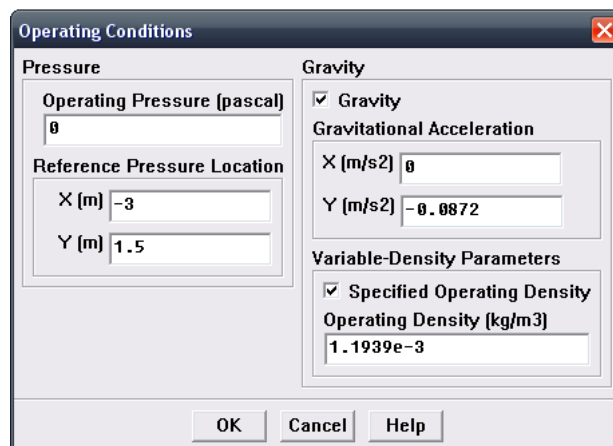 Operating Conditions
Pressure
Operating Pressure (pascal)
0
Reference Pressure Location
X (m) -3
Y (m) 1.5
Gravity
Gravity
Gravitational Acceleration
X (m/s2) 0
Y (m/s2) -0.0872
Variable-Density Parameters
Specified Operating Density
Operating Density (kg/m3)
1.1939e-3
OK Cancel Help